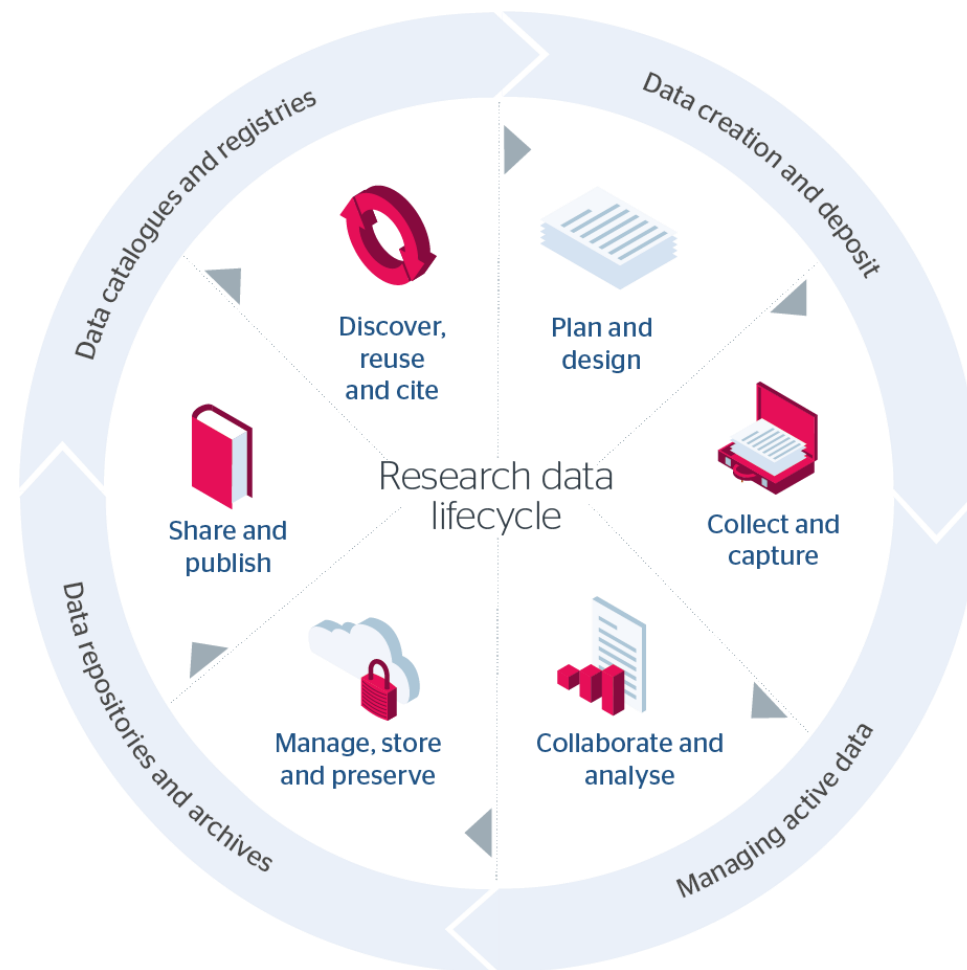 Research data
lifecycle
Data creation and deposit
Plan and
design
Collect and
capture
Managing active data
Collaborate and
analyse
Manage, store
and preserve
Data repositories and archives
Share and
publish
Data catalogues and registries
Discover,
reuse
and cite